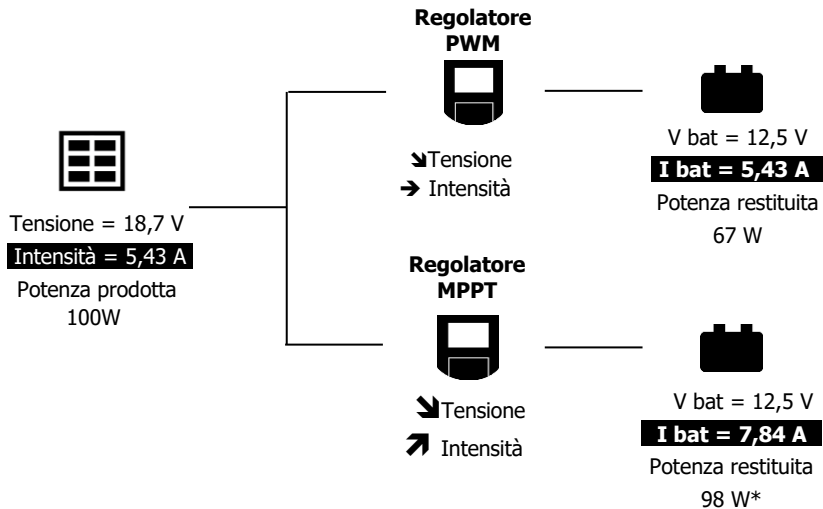 Tensione = 18,7 V
Intensità = 5,43 A
Potenza prodotta
100W
Regolatore
PWM
➘Tensione
➔ Intensità
V bat = 12,5 V
I bat = 5,43 A
Potenza restituita
67 W
Regolatore
MPPT
➘Tensione
➚ Intensità
V bat = 12,5 V
I bat = 7,84 A
Potenza restituita
98 W*